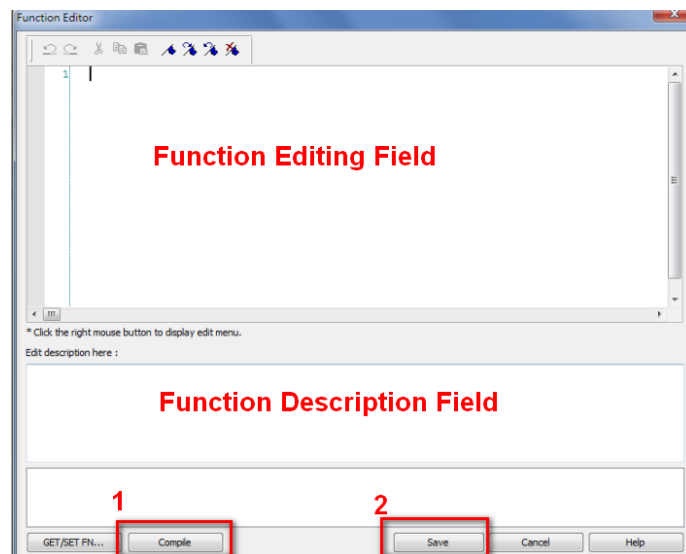 Function Editor
1
Function Editing Field
* Click the right mouse button to display edit menu.
Edit description here :
Function Description Field
1
2
GET/SET FN... Compile Save Cancel Help